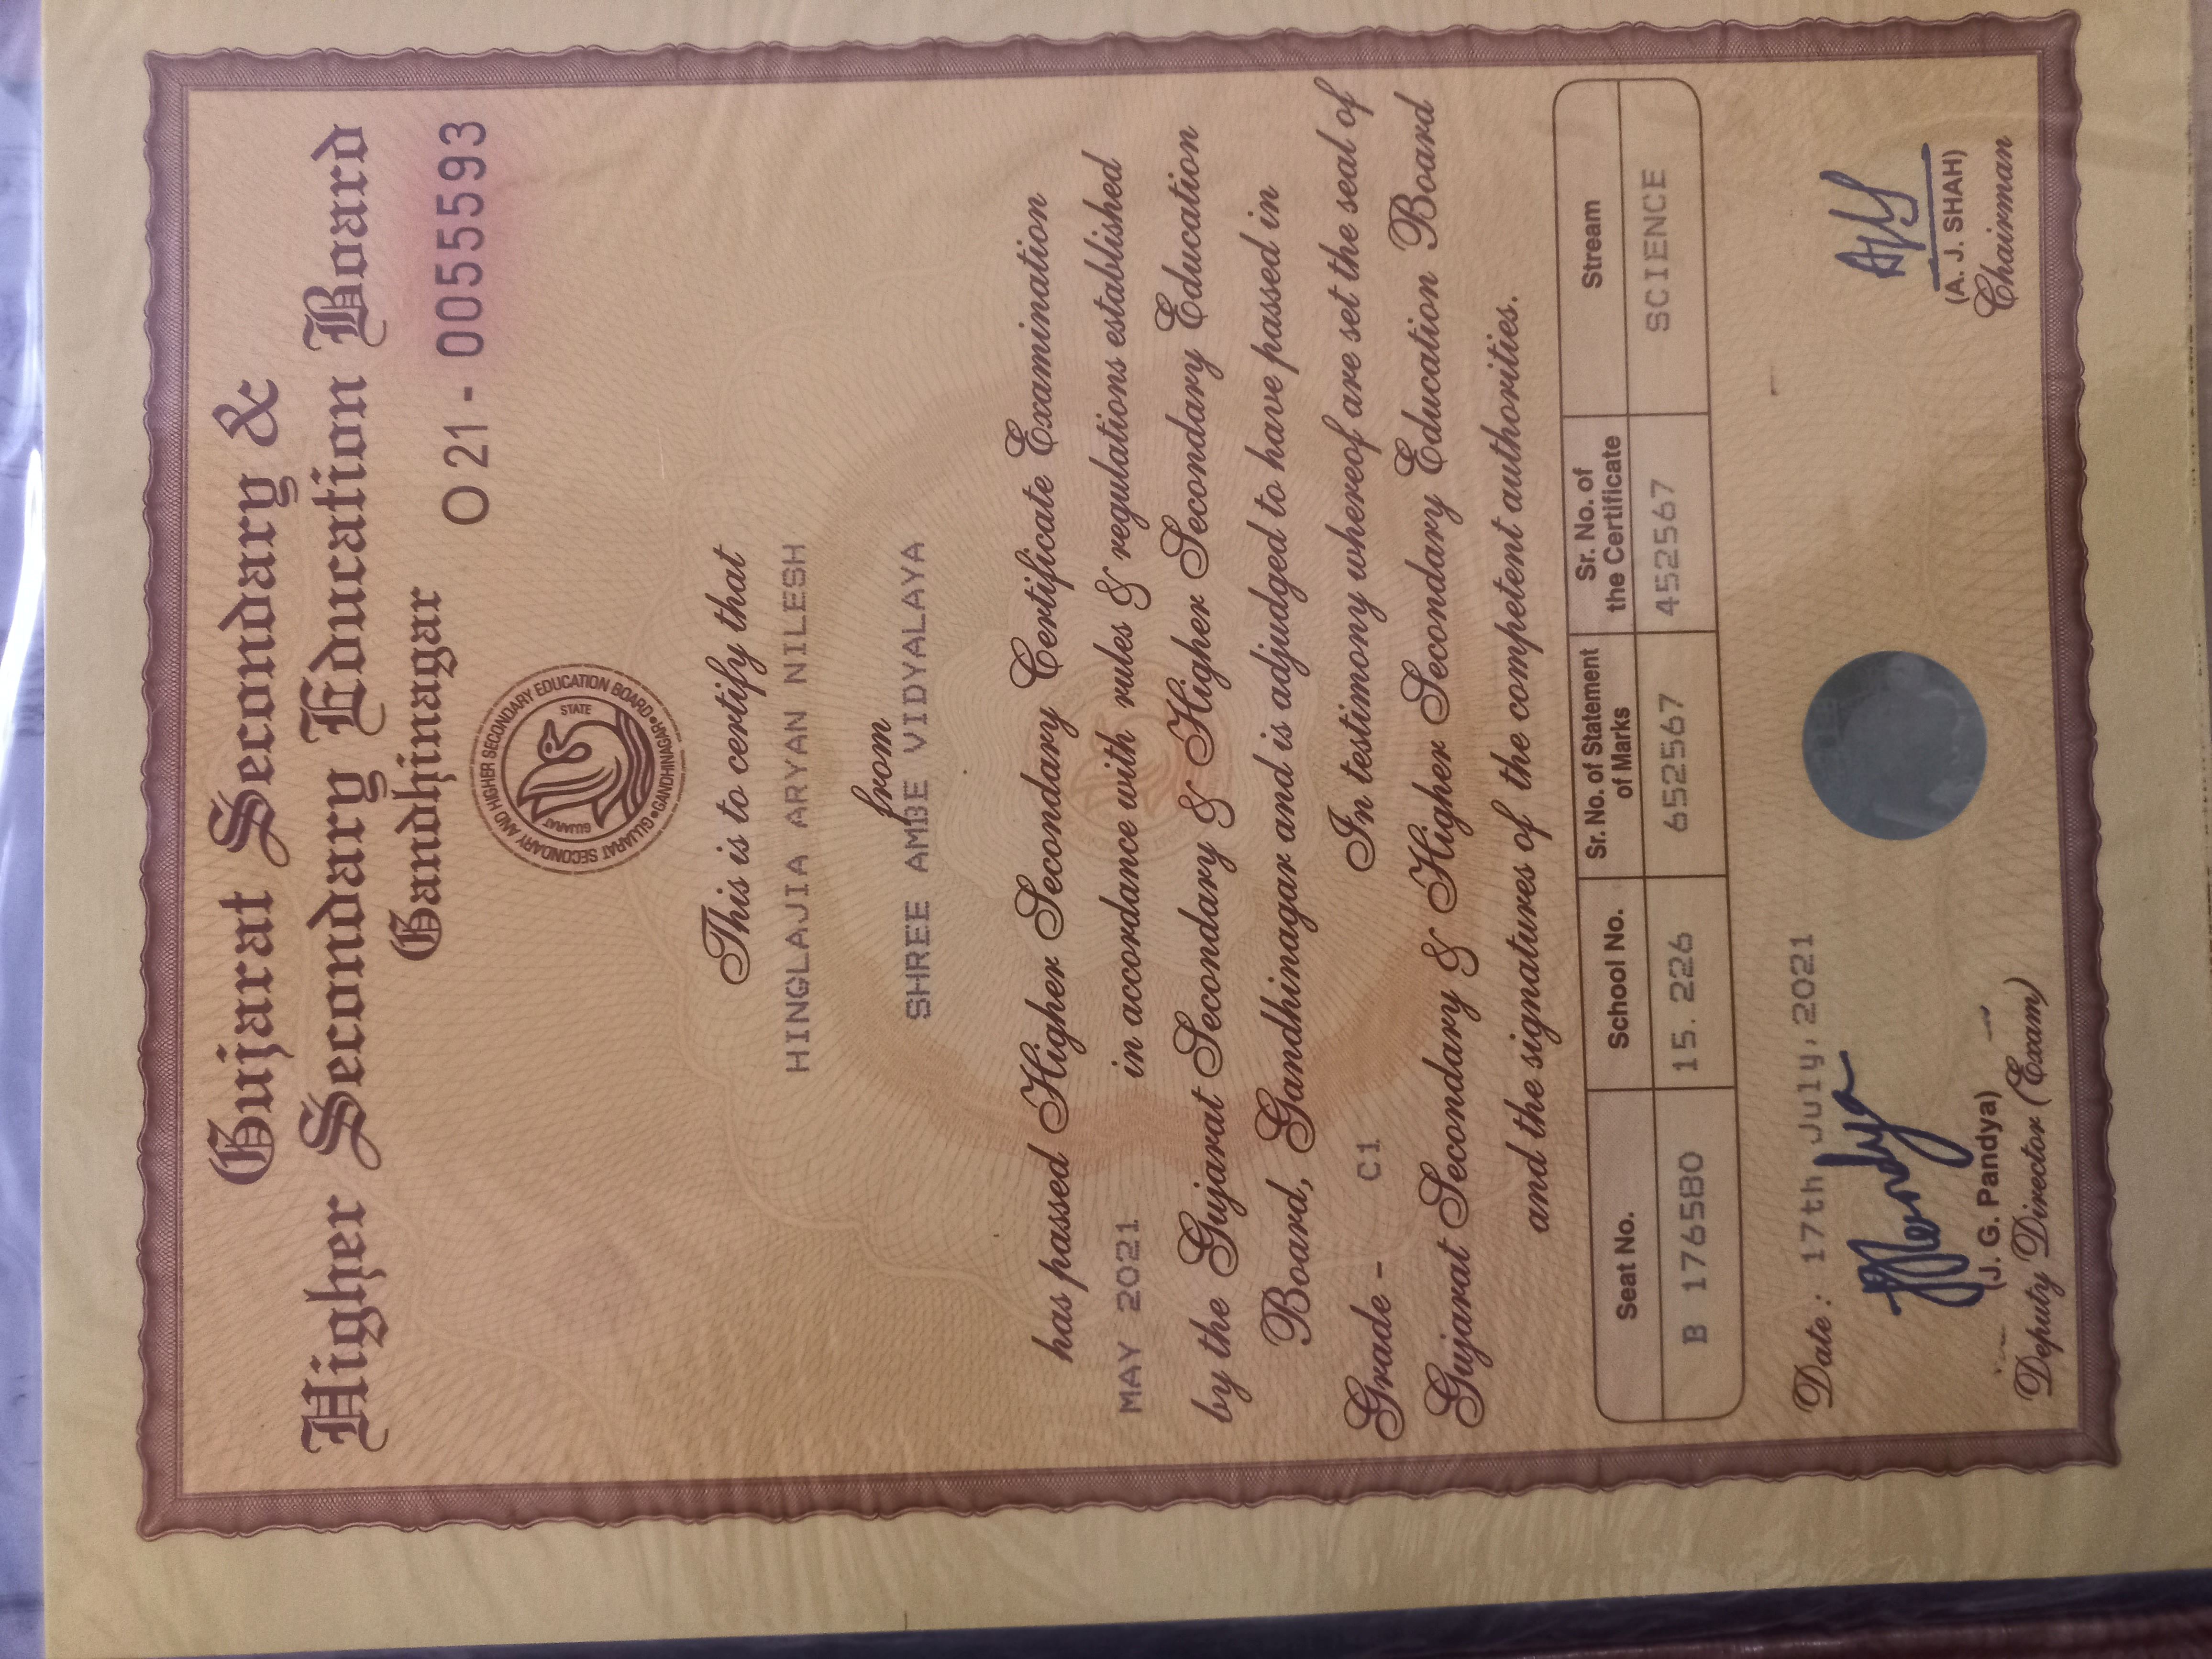 Gujarat Secondary &
Higher Secondary Education Board
Gandhinagar
O 21 - 0055593
GUJARAT SECONDARY AND HIGHER SECONDARY EDUCATION BOARD
GUJARAT STATE
•GANDHINAGAR•
This is to certify that
HINGLAJIA ARYAN NILESH
from
SHREE AMBE VIDYALAYA
has passed Higher Secondary Certificate Examination
MAY 2021 in accordance with rules & regulations established
by the Gujarat Secondary & Higher Secondary Education
Board, Gandhinagar and is adjudged to have passed in
Grade - C1 In testimony whereof are set the seal of
Gujarat Secondary & Higher Secondary Education Board
and the signatures of the competent authorities.
Seat No. School No. Sr. No. of Statement of Marks Sr. No. of the Certificate Stream
B 176580 15.226 652567 452567 SCIENCE
Date : 17th July, 2021
(J. G. Pandya)
Deputy Director (Exam)
(A. J. SHAH)
Chairman